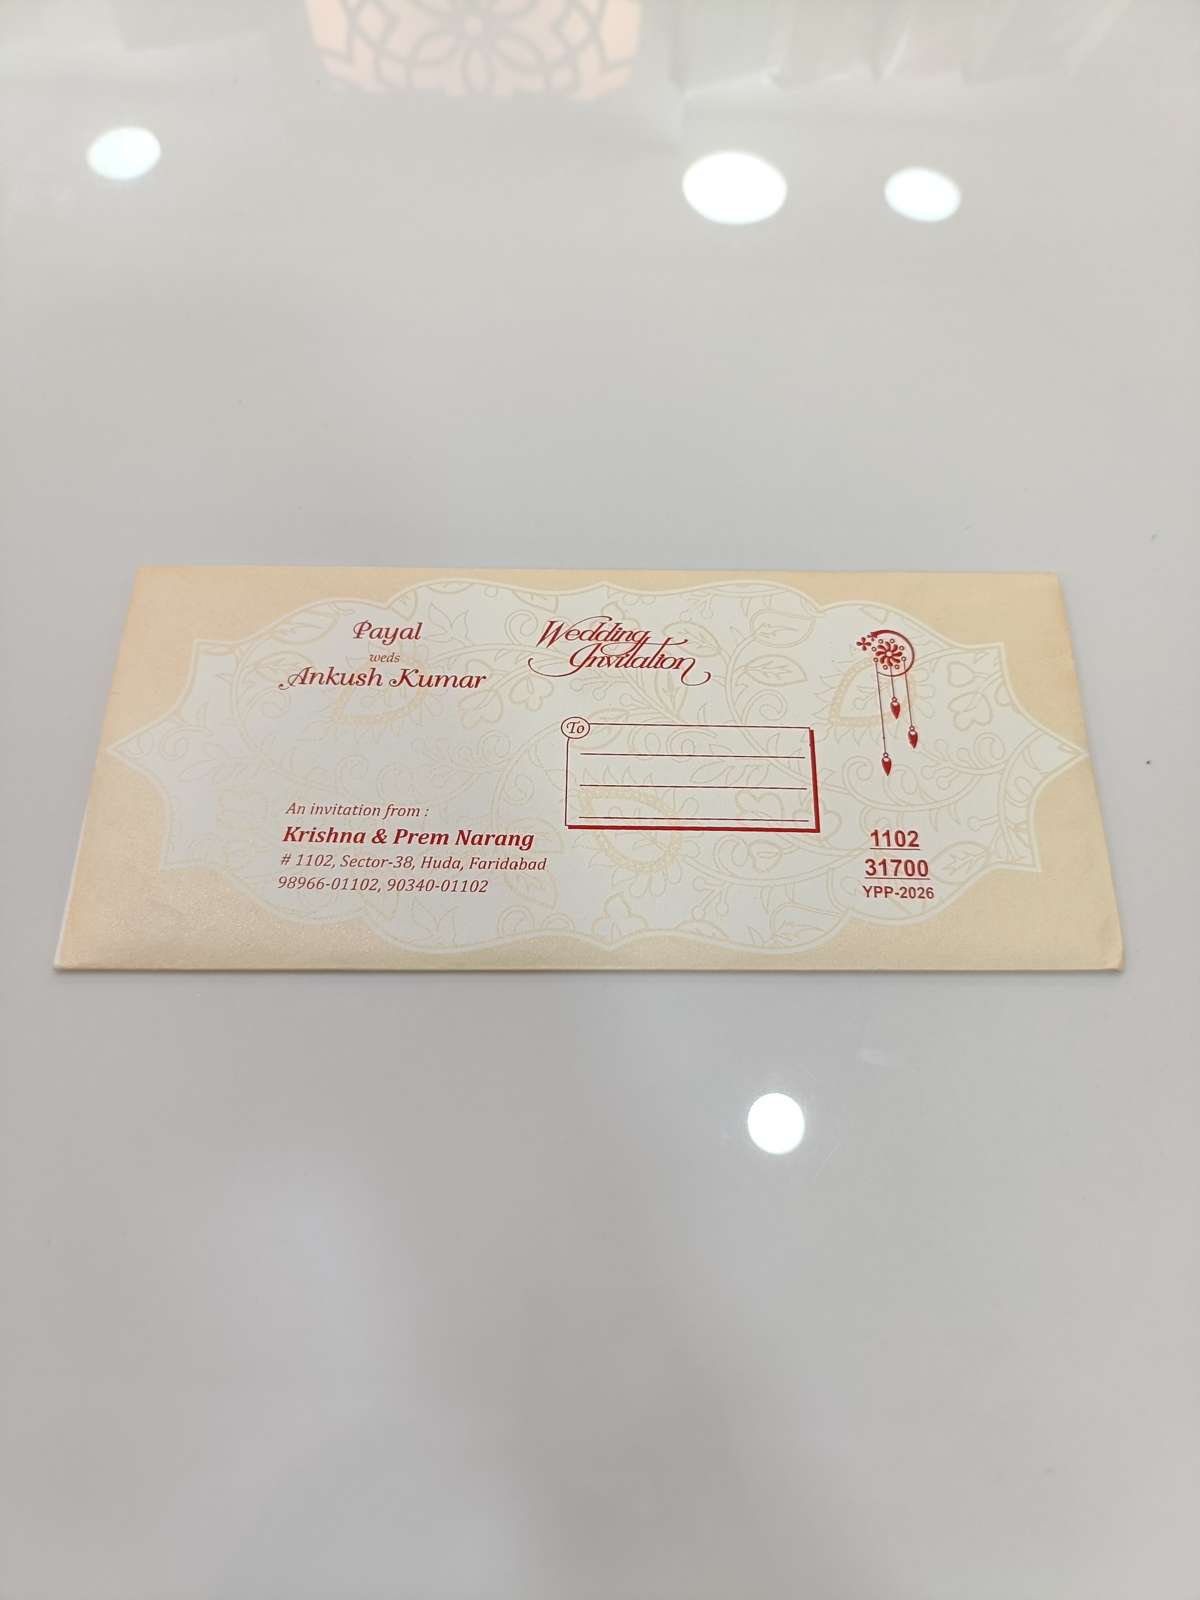 Payal
weds
Ankush Kumar
Wedding
Invitation
To
An invitation from :
Krishna & Prem Narang
# 1102, Sector-38, Huda, Faridabad
98966-01102, 90340-01102
1102
31700
YPP-2026